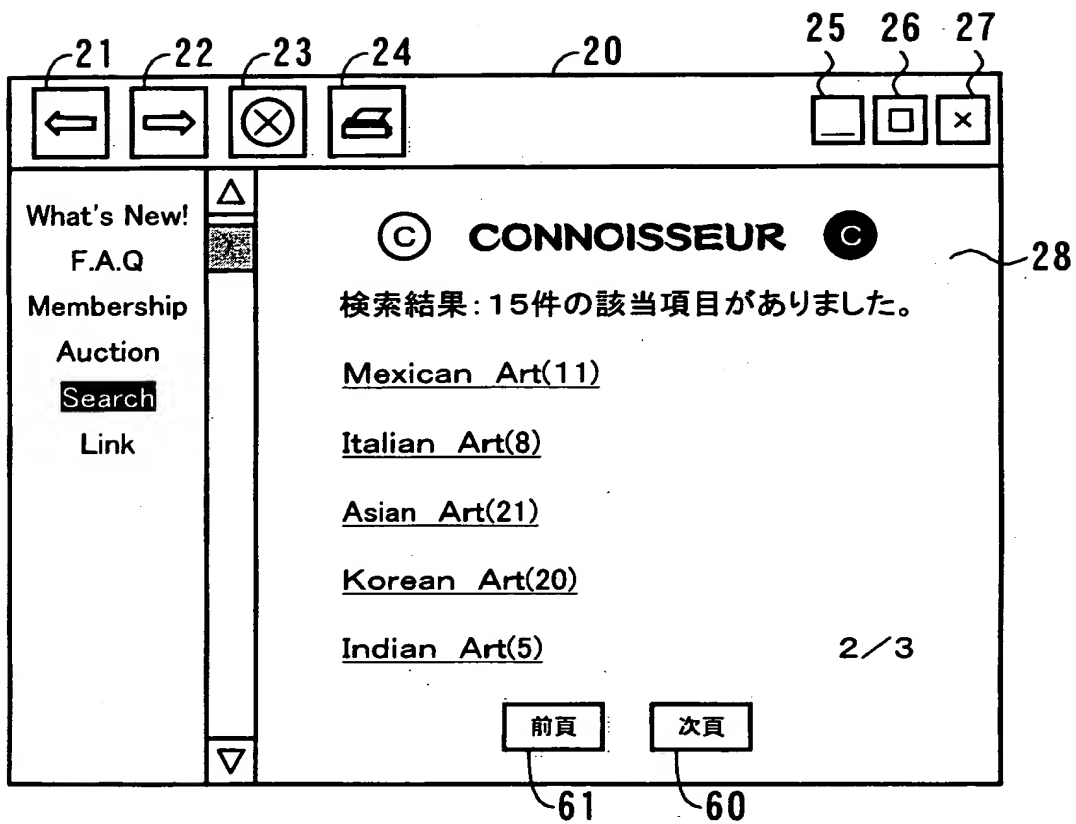 21 22 23 24 20 25 26 27
What's New!
F.A.Q
Membership
Auction
Search
Link
© CONNOISSEUR ©
28
検索結果:15件の該当項目がありました。
Mexican Art(11)
Italian Art(8)
Asian Art(21)
Korean Art(20)
Indian Art(5)
2/3
前頁 次頁
61 60